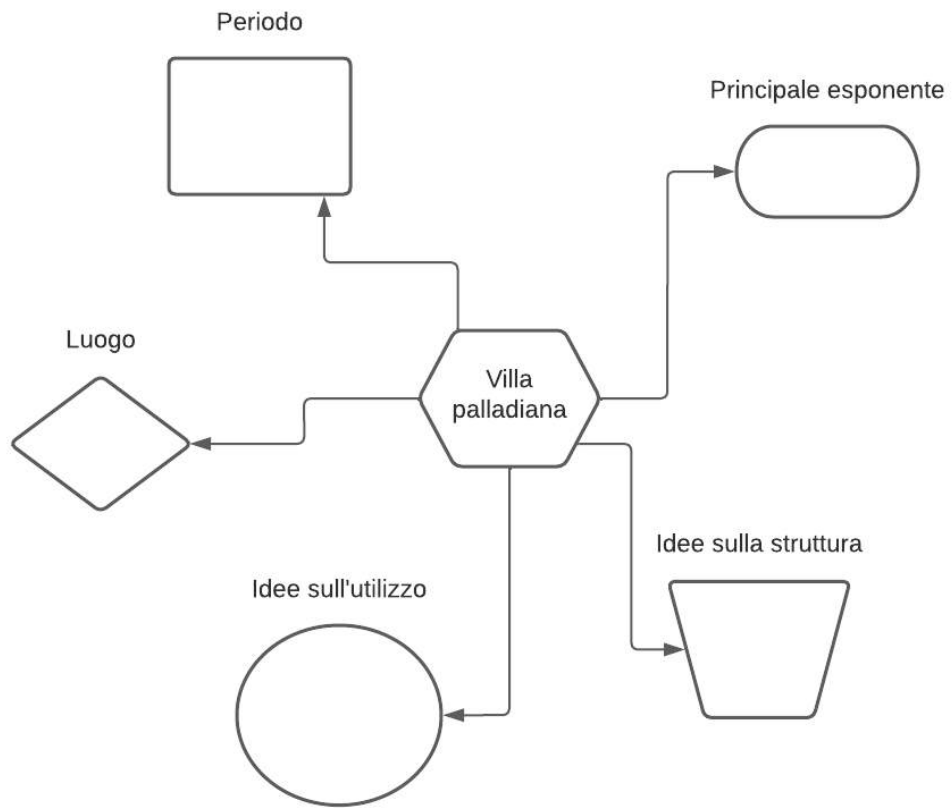 Periodo
Principale esponente
Luogo
Villa
palladiana
Idee sulla struttura
Idee sull'utilizzo